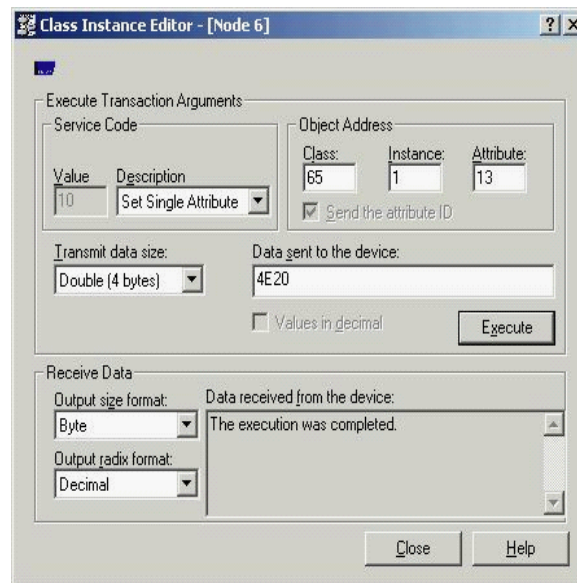 Class Instance Editor - [Node 6]
Execute Transaction Arguments
Service Code
Object Address
Value
Description
Class:
Instance:
Attribute:
10
Set Single Attribute
65
1
13
Send the attribute ID
Transmit data size:
Data sent to the device:
Double (4 bytes)
4E20
Values in decimal
Execute
Receive Data
Output size format:
Data received from the device:
Byte
The execution was completed.
Output radix format:
Decimal
Close
Help